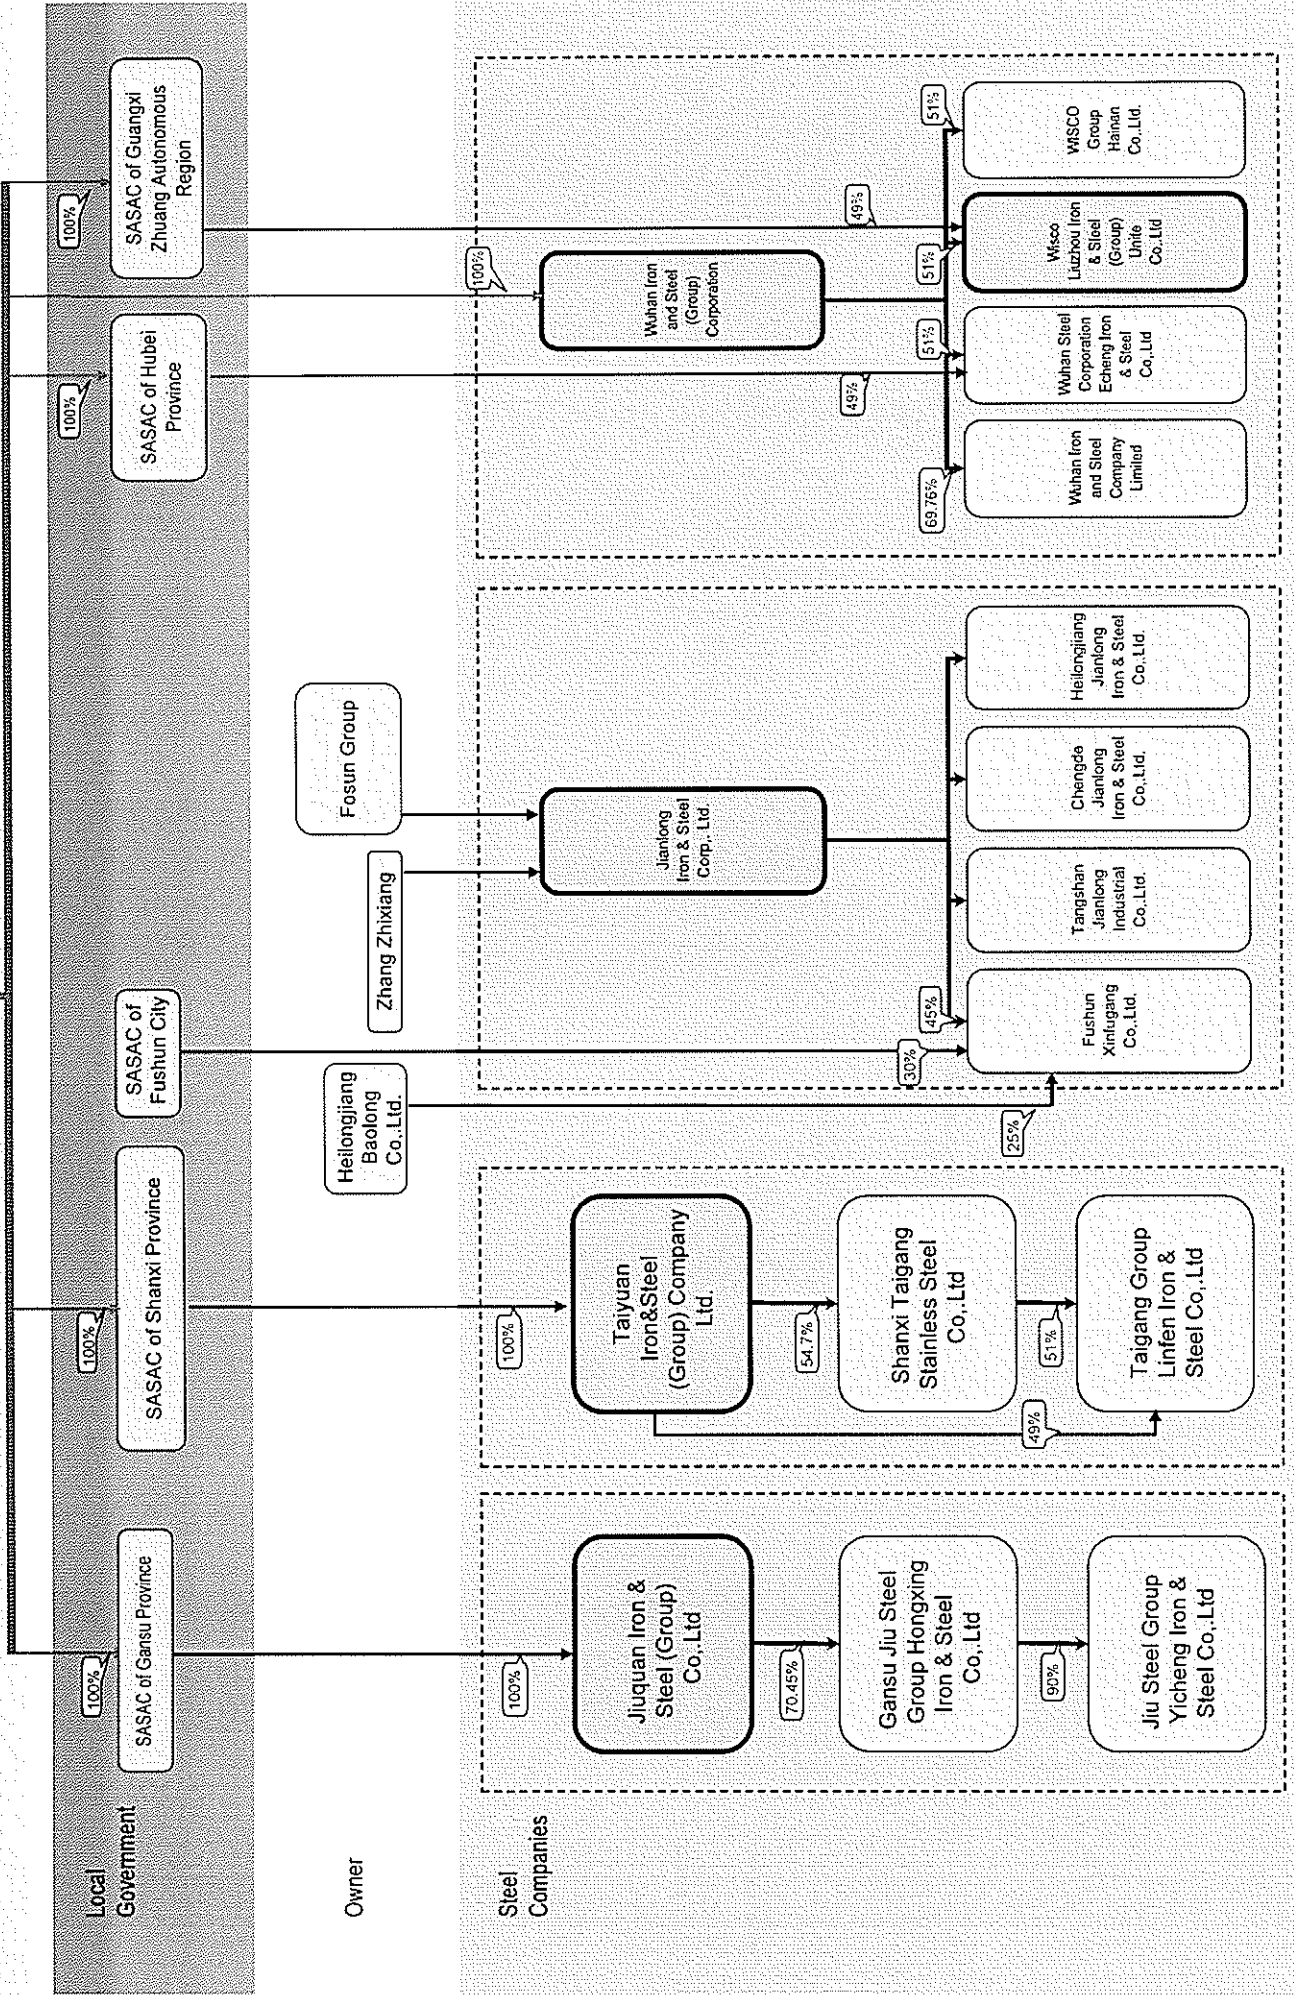 Local
Government
100%
SASAC of Gansu Province
100%
SASAC of Shanxi Province
SASAC of
Fushun City
100%
SASAC of Hubei
Province
100%
SASAC of Guangxi
Zhuang Autonomous
Region
Owner
Heilongjiang
Baolong
Co,.Ltd.
Zhang Zhixiang
Fosun Group
Steel
Companies
100%
Jiuquan Iron &
Steel (Group)
Co,.Ltd
70.45%
Gansu Jiu Steel
Group Hongxing
Iron & Steel
Co,.Ltd
90%
Jiu Steel Group
Yicheng Iron &
Steel Co,.Ltd
100%
Taiyuan
Iron&Steel
(Group) Company
Ltd.
54.7%
Shanxi Taigang
Stainless Steel
Co,.Ltd
49%
51%
Taigang Group
Linfen Iron &
Steel Co,.Ltd
25%
30%
45%
Jianlong
Iron & Steel
Corp,. Ltd.
Fushun
Xinfugang
Co,.Ltd.
Tangshan
Jianlong
Industrial
Co,.Ltd.
Chengde
Jianlong
Iron & Steel
Co,.Ltd.
Heilongjiang
Jianlong
Iron & Steel
Co,.Ltd.
100%
Wuhan Iron
and Steel
(Group)
Corporation
69.76%
49%
51%
51%
49%
51%
Wuhan Iron
and Steel
Company
Limited
Wuhan Steel
Corporation
Echeng Iron
& Steel
Co,.Ltd
Wisco
Liuzhou Iron
& Steel
(Group)
Unite
Co,.Ltd
WISCO
Group
Hainan
Co,.Ltd.